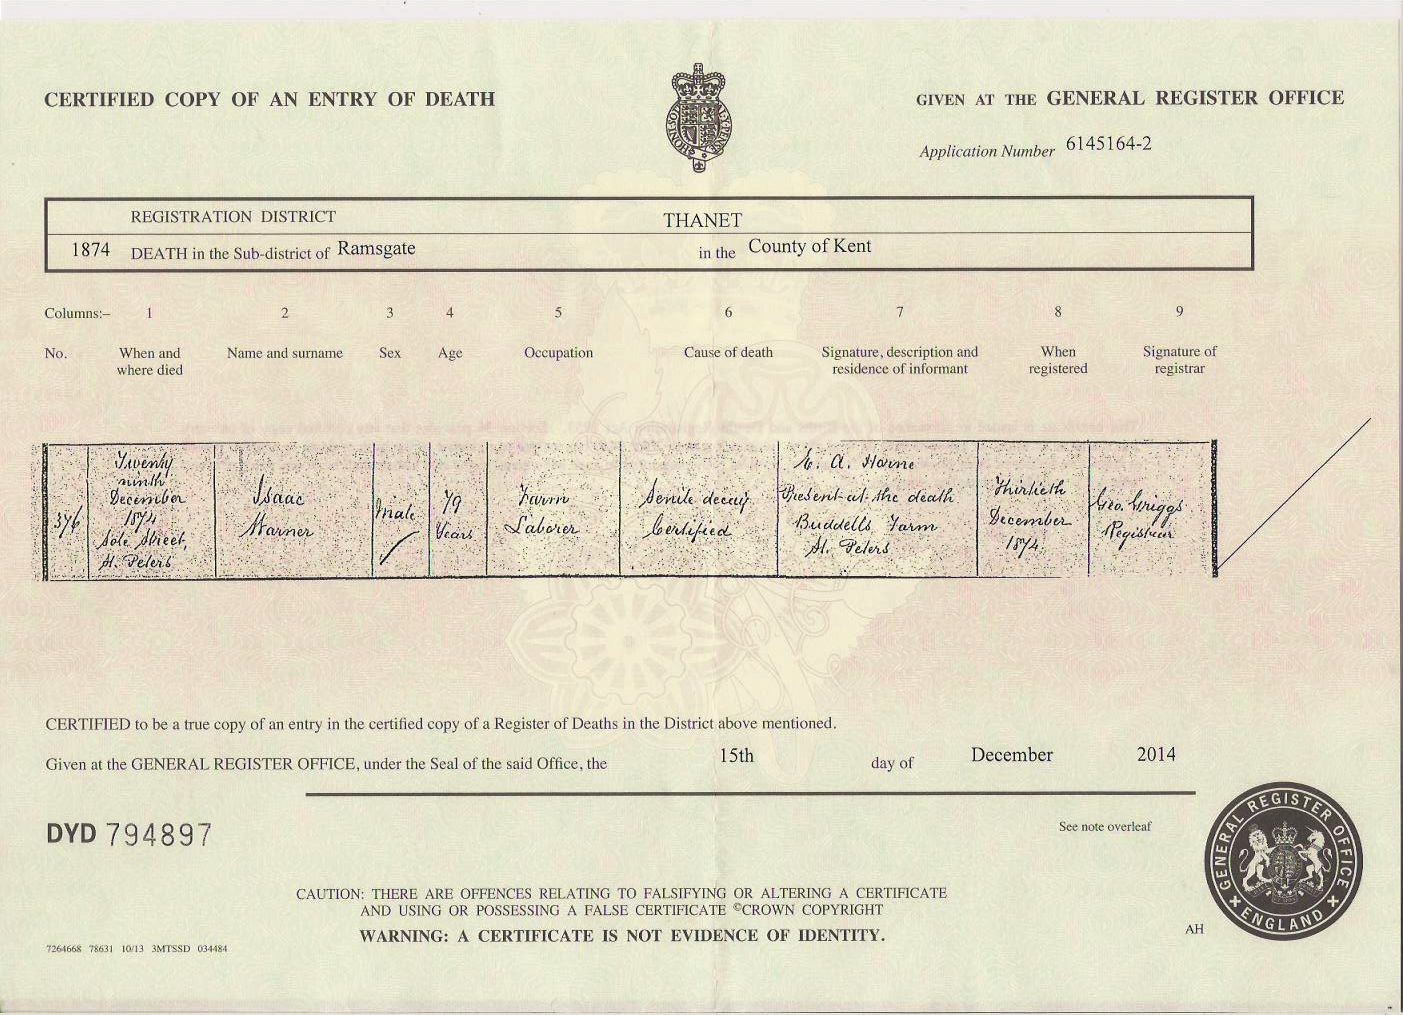 CERTIFIED COPY OF AN ENTRY OF DEATH
GIVEN AT THE GENERAL REGISTER OFFICE
Application Number 6145164-2
REGISTRATION DISTRICT THANET
1874 DEATH in the Sub-district of Ramsgate in the County of Kent
Columns:– 1 2 3 4 5 6 7 8 9
No. When and where died Name and surname Sex Age Occupation Cause of death Signature, description and residence of informant When registered Signature of registrar
376
Twenty
ninth
December
1874
Sole Street,
St. Peters
Isaac
Harner
Male
79
Years
Farm
Laborer
Senile decay
Certified
A. Horne
Present at the death
Buddells Farm
St. Peters
Thirtieth
December
1874
Geo. Griggs
Registrar
CERTIFIED to be a true copy of an entry in the certified copy of a Register of Deaths in the District above mentioned.
Given at the GENERAL REGISTER OFFICE, under the Seal of the said Office, the 15th day of December 2014
DYD 794897
See note overleaf
GENERAL REGISTER OFFICE
ENGLAND
CAUTION: THERE ARE OFFENCES RELATING TO FALSIFYING OR ALTERING A CERTIFICATE
AND USING OR POSSESSING A FALSE CERTIFICATE ©CROWN COPYRIGHT
WARNING: A CERTIFICATE IS NOT EVIDENCE OF IDENTITY.
AH
7264668 78631 10/13 3MTSSD 034484